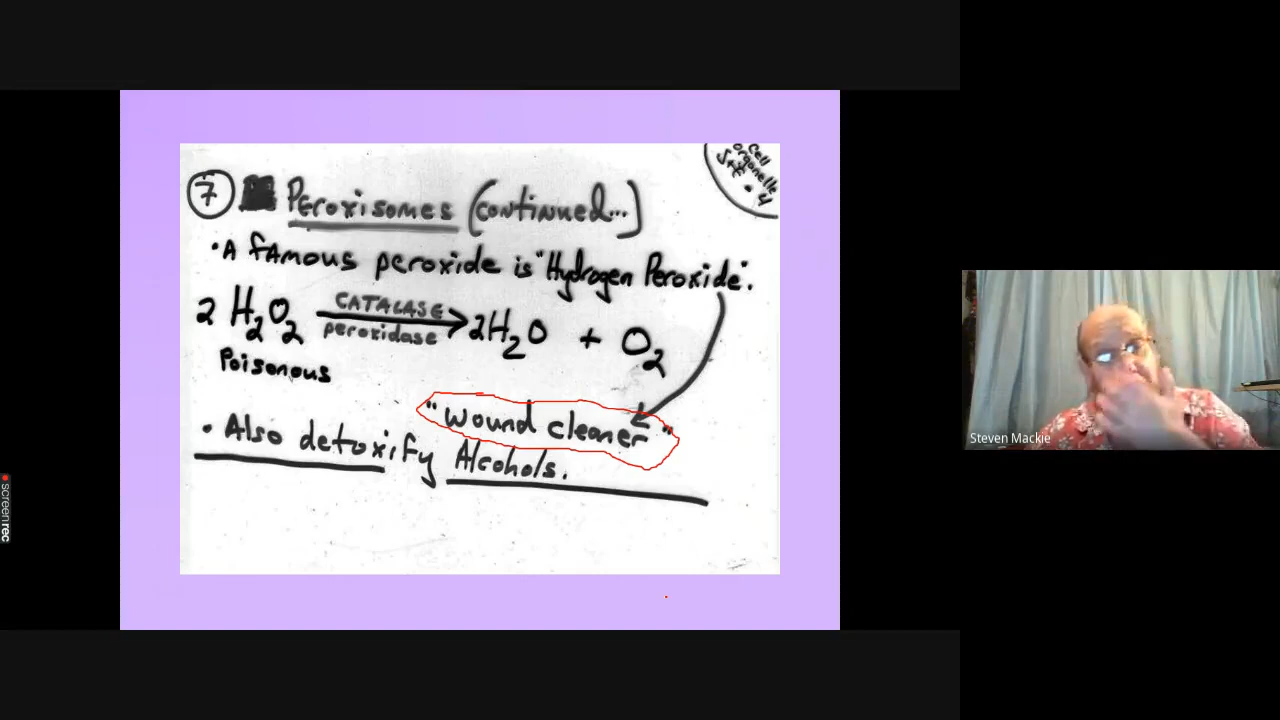 Cell
Organelle
4
7 Peroxisomes (continued...)
• A famous peroxide is "Hydrogen Peroxide".
2 H2O2 CATALASE peroxidase 2H2O + O2
Poisonous
"wound cleaner"
• Also detoxify Alcohols.
Steven Mackie
screenrec